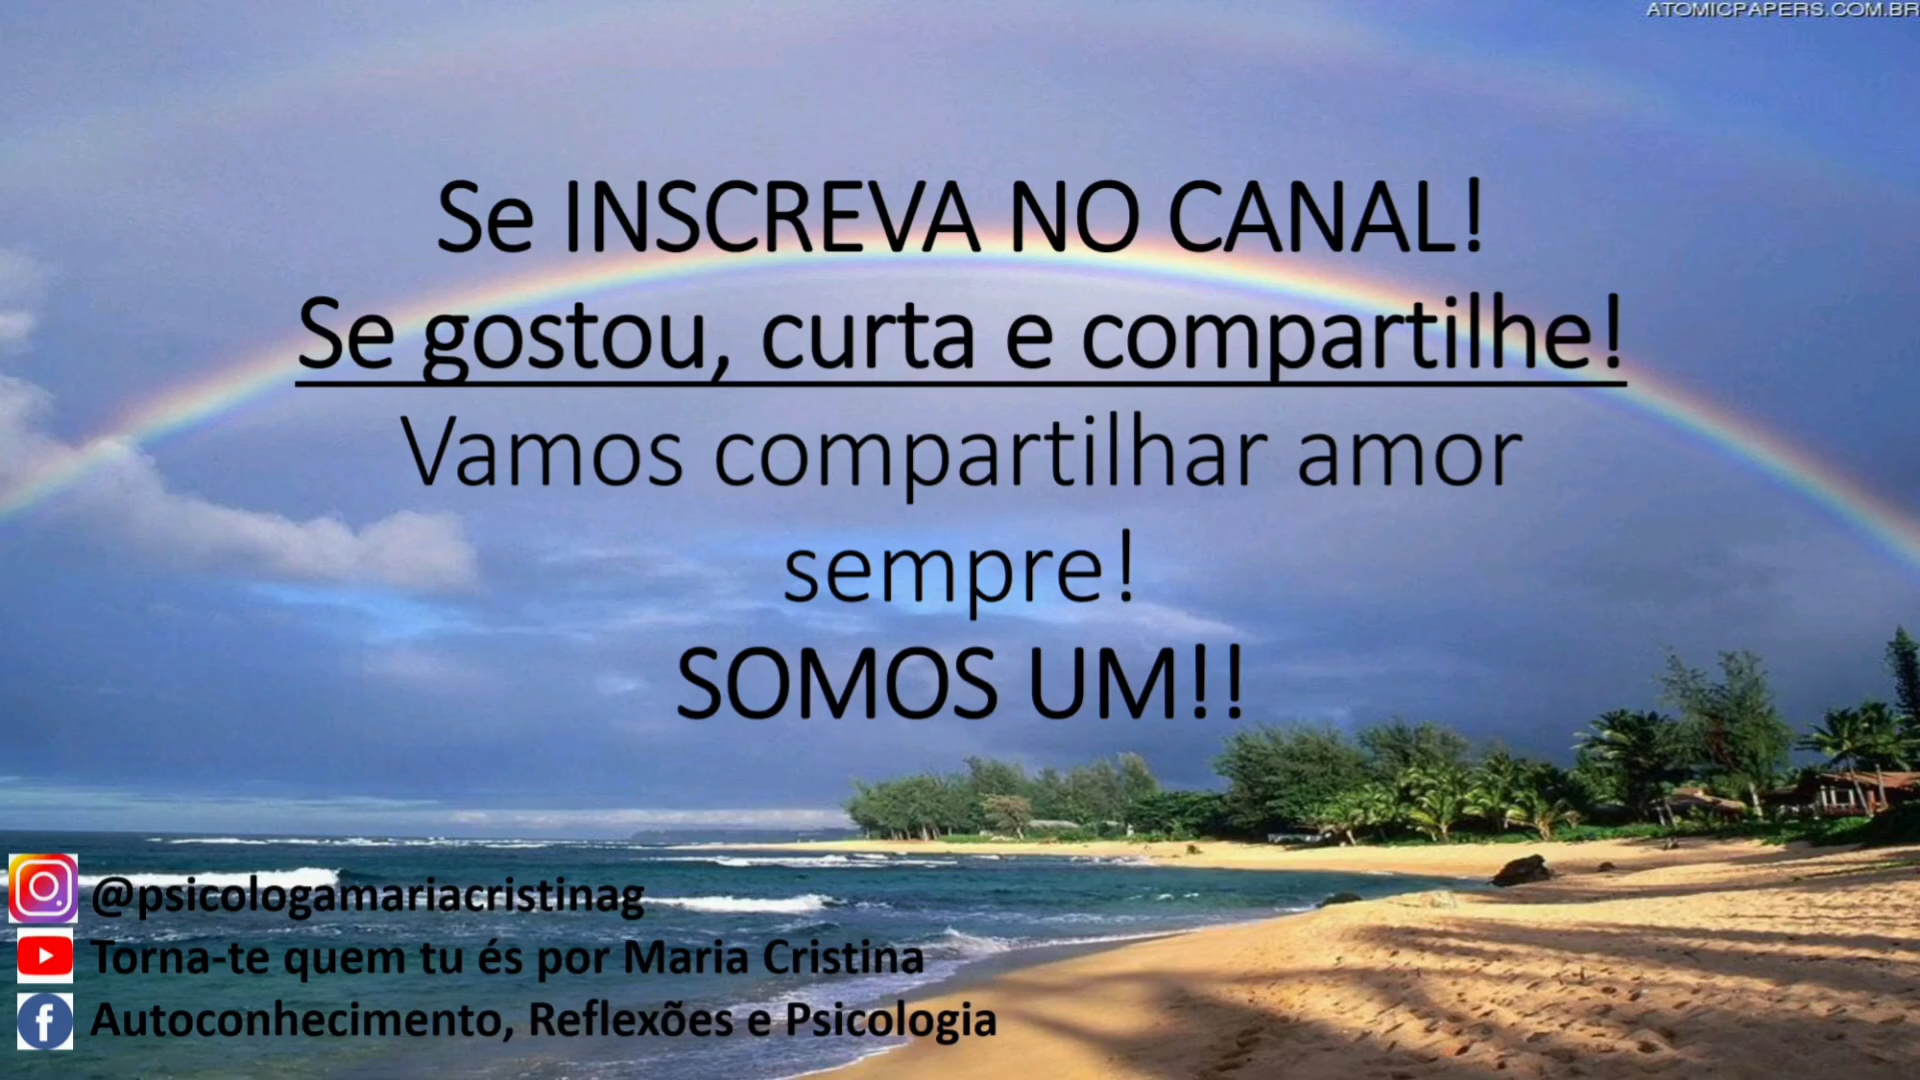 ATOMICPAPERS.COM.BR
Se INSCREVA NO CANAL!
Se gostou, curta e compartilhe!
Vamos compartilhar amor
sempre!
SOMOS UM!!
@psicologamariacristinag
Torna-te quem tu és por Maria Cristina
Autoconhecimento, Reflexões e Psicologia